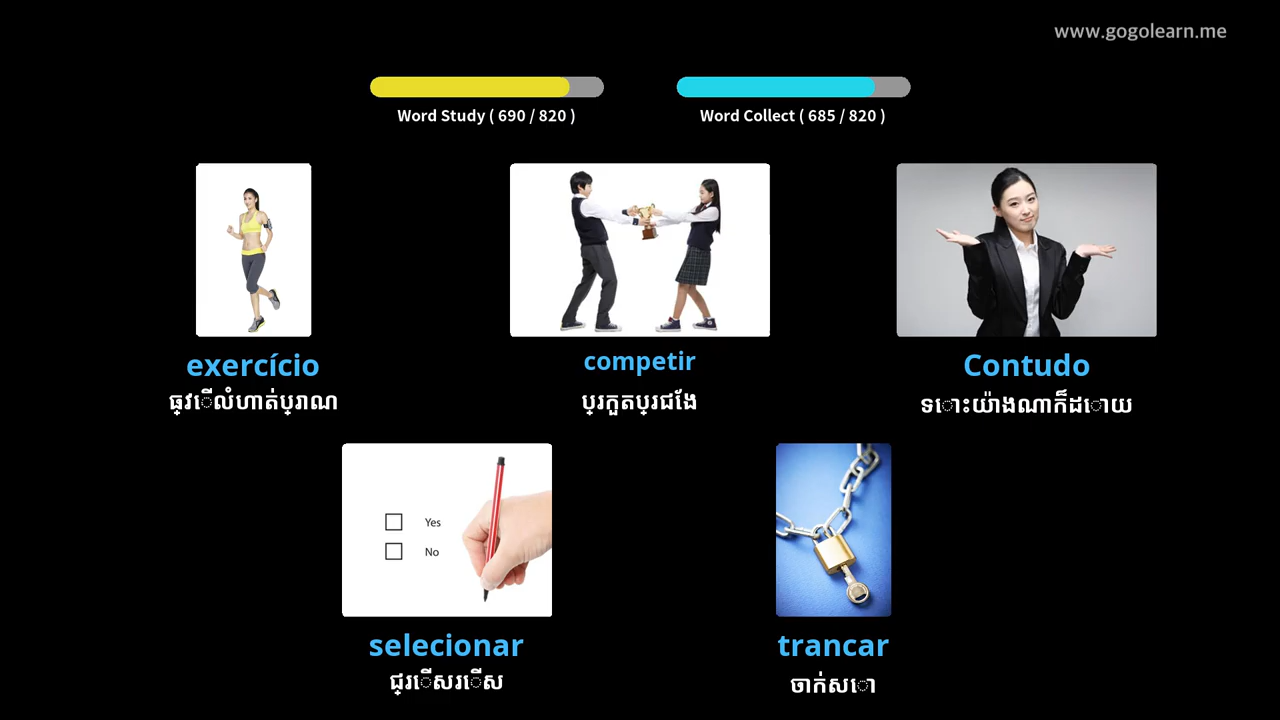 www.gogolearn.me
Word Study ( 690 / 820 )
Word Collect ( 685 / 820 )
exercício
ធ្វើលំហាត់ប្រាណ
competir
ប្រកួតប្រជែង
Contudo
ទោះយ៉ាងណាក៏ដោយ
Yes
No
selecionar
ជ្រើសរើស
trancar
ចាក់សោ